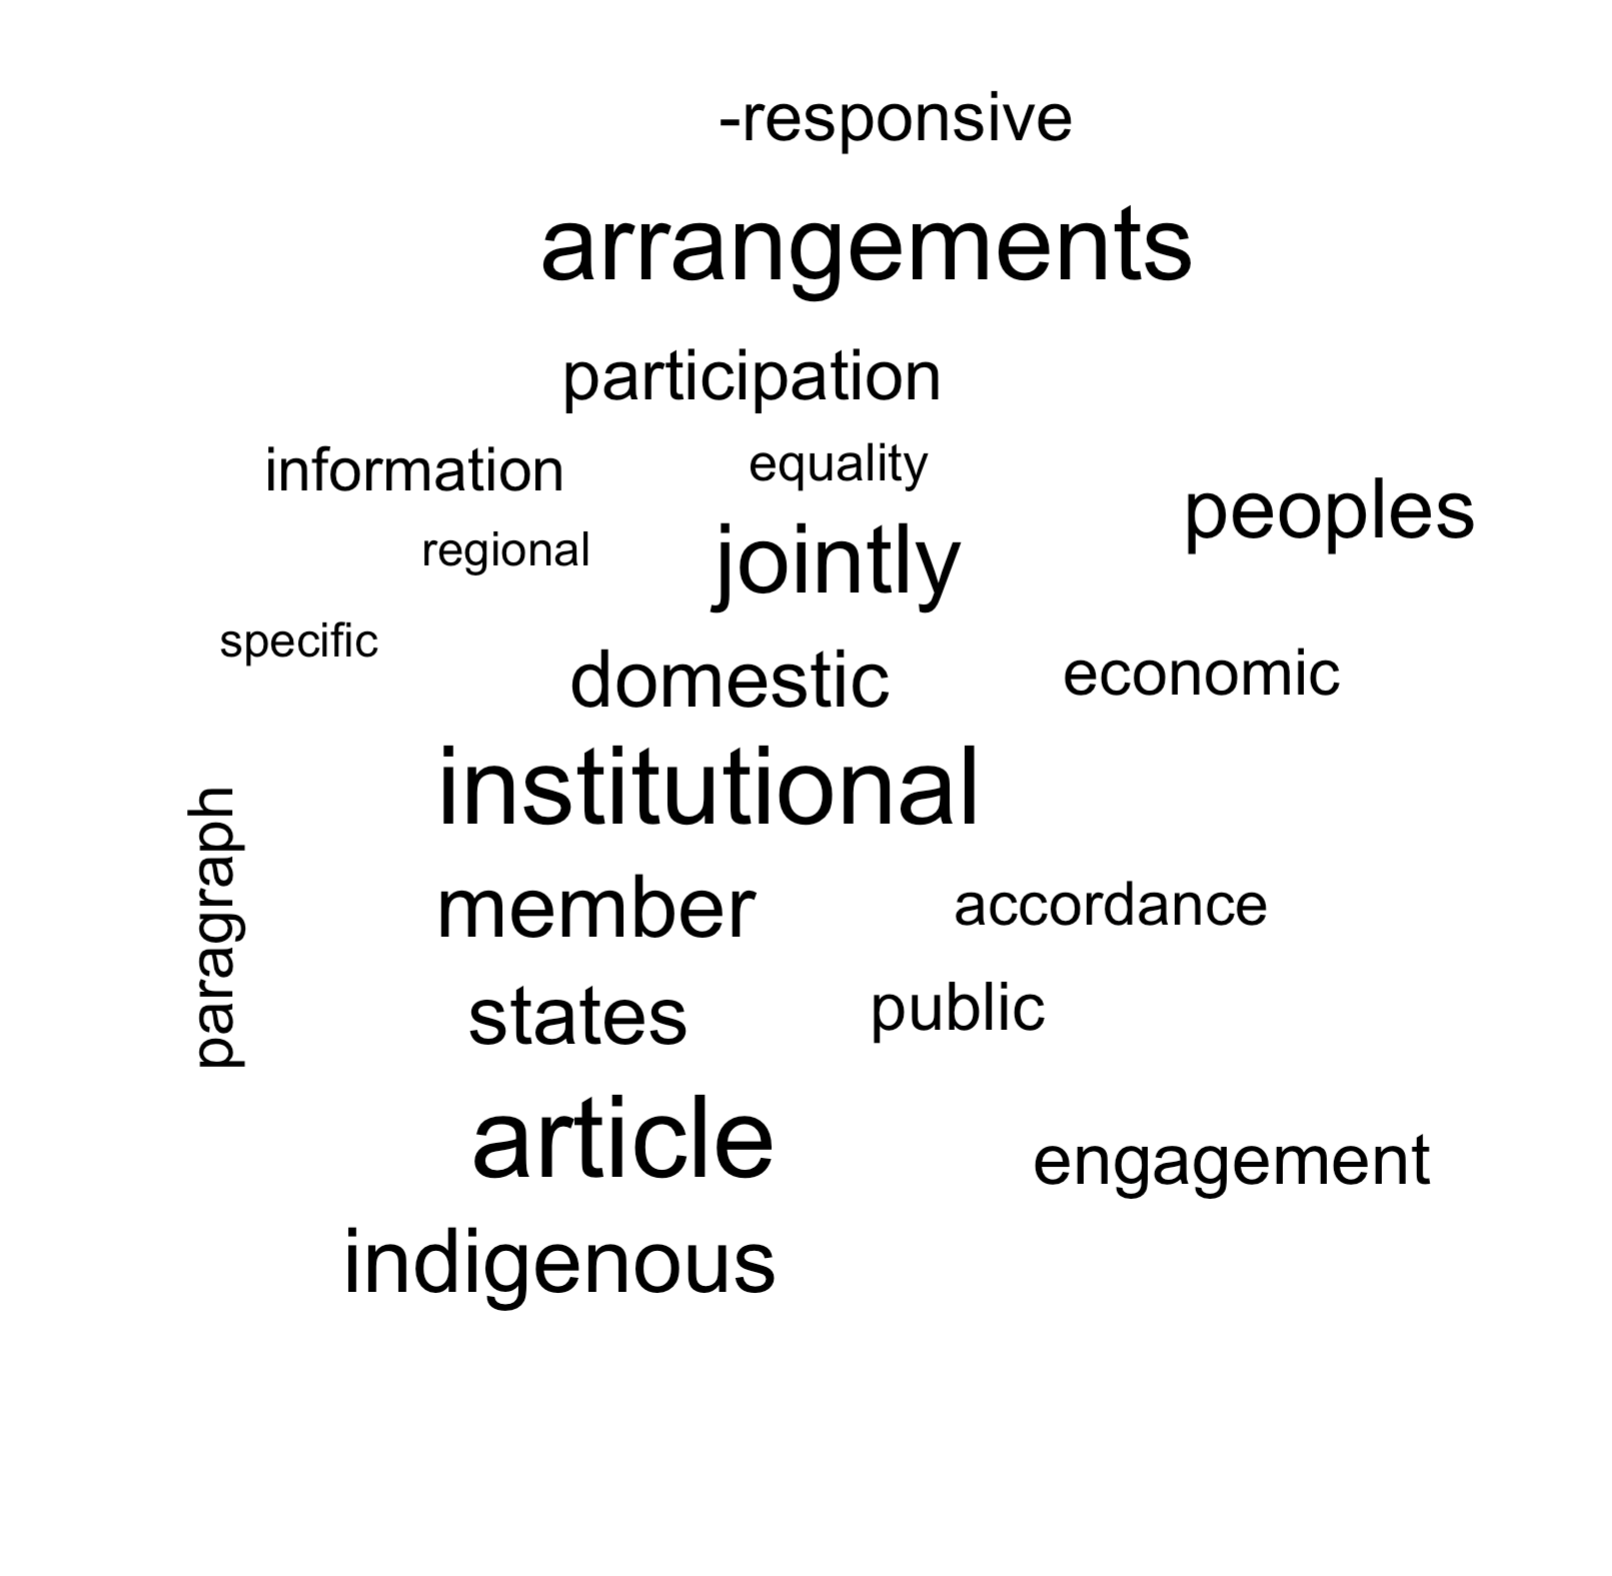 -responsive
arrangements
participation
information
equality
peoples
regional
jointly
specific
domestic
economic
institutional
paragraph
member
accordance
states
public
article
engagement
indigenous